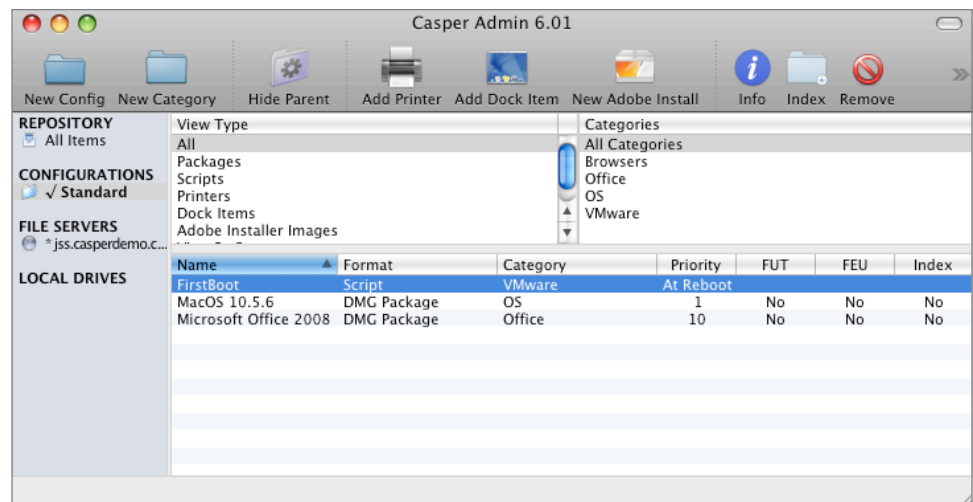 Casper Admin 6.01
New Config New Category Hide Parent Add Printer Add Dock Item New Adobe Install Info Index Remove
REPOSITORY
All Items
CONFIGURATIONS
√ Standard
FILE SERVERS
* jss.casperdemo.c...
LOCAL DRIVES
View Type
All
Packages
Scripts
Printers
Dock Items
Adobe Installer Images
Categories
All Categories
Browsers
Office
OS
VMware
Name Format Category Priority FUT FEU Index
FirstBoot Script VMware At Reboot
MacOS 10.5.6 DMG Package OS 1 No No No
Microsoft Office 2008 DMG Package Office 10 No No No